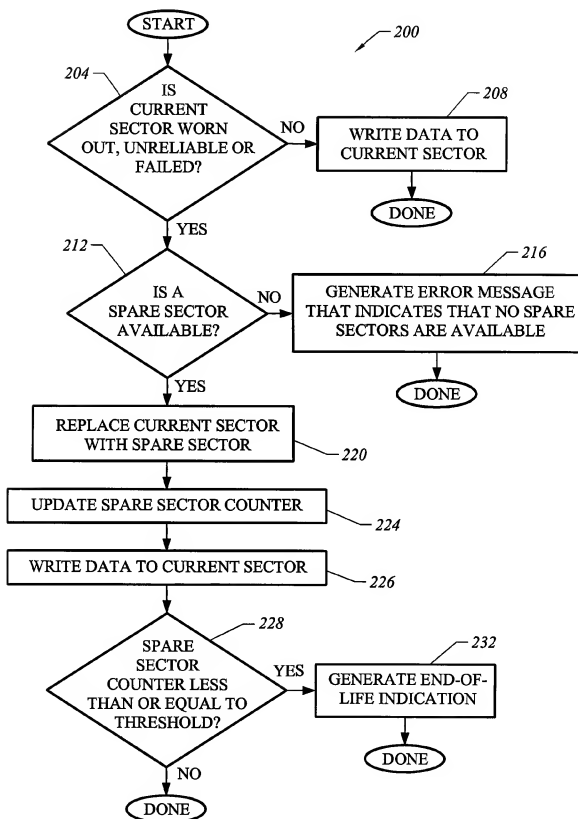 START
200
204
IS
CURRENT
SECTOR WORN
OUT, UNRELIABLE OR
FAILED?
NO
208
WRITE DATA TO
CURRENT SECTOR
DONE
YES
212
IS A
SPARE SECTOR
AVAILABLE?
NO
216
GENERATE ERROR MESSAGE
THAT INDICATES THAT NO SPARE
SECTORS ARE AVAILABLE
DONE
YES
REPLACE CURRENT SECTOR
WITH SPARE SECTOR
220
UPDATE SPARE SECTOR COUNTER
224
WRITE DATA TO CURRENT SECTOR
226
228
SPARE
SECTOR
COUNTER LESS
THAN OR EQUAL TO
THRESHOLD?
YES
232
GENERATE END-OF-
LIFE INDICATION
DONE
NO
DONE